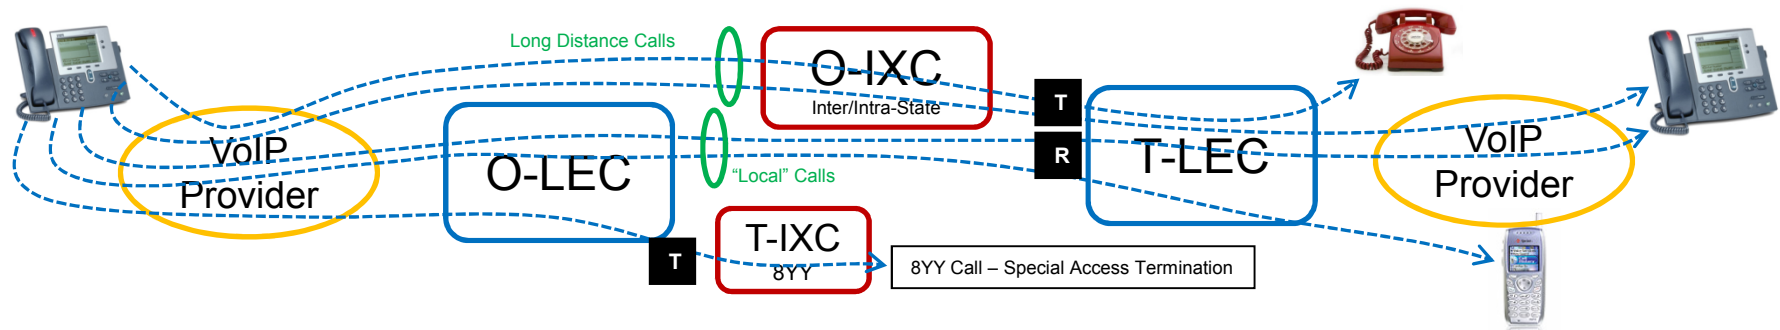 Long Distance Calls
O-IXC
Inter/Intra-State
T
R
VoIP
Provider
O-LEC
"Local" Calls
T-LEC
VoIP
Provider
T-IXC
8YY
T
8YY Call – Special Access Termination